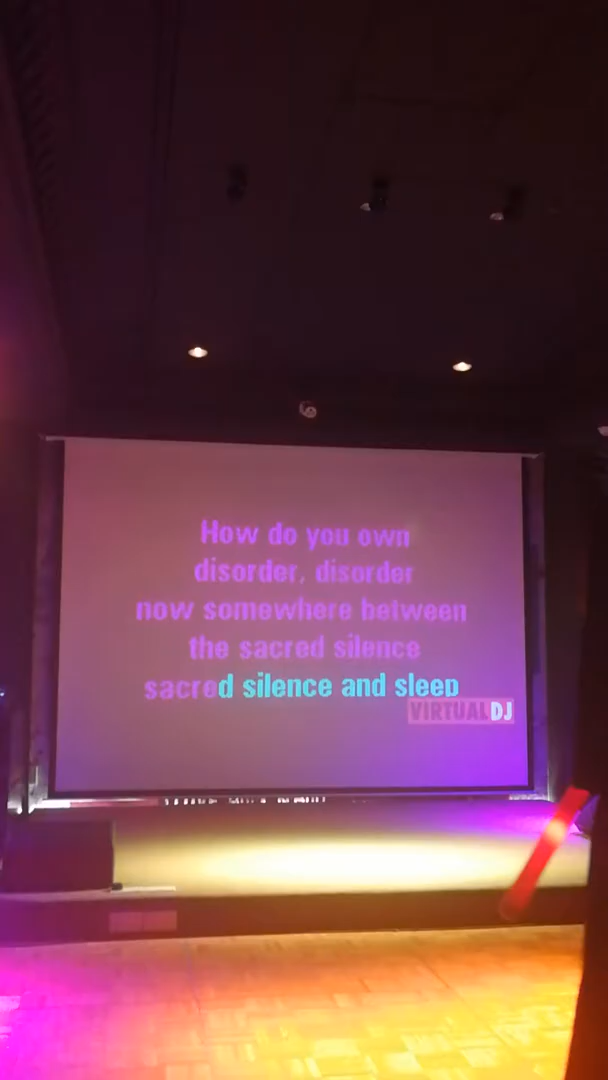 How do you own
disorder, disorder
now somewhere between
the sacred silence
sacred silence and sleep
VIRTUALDJ